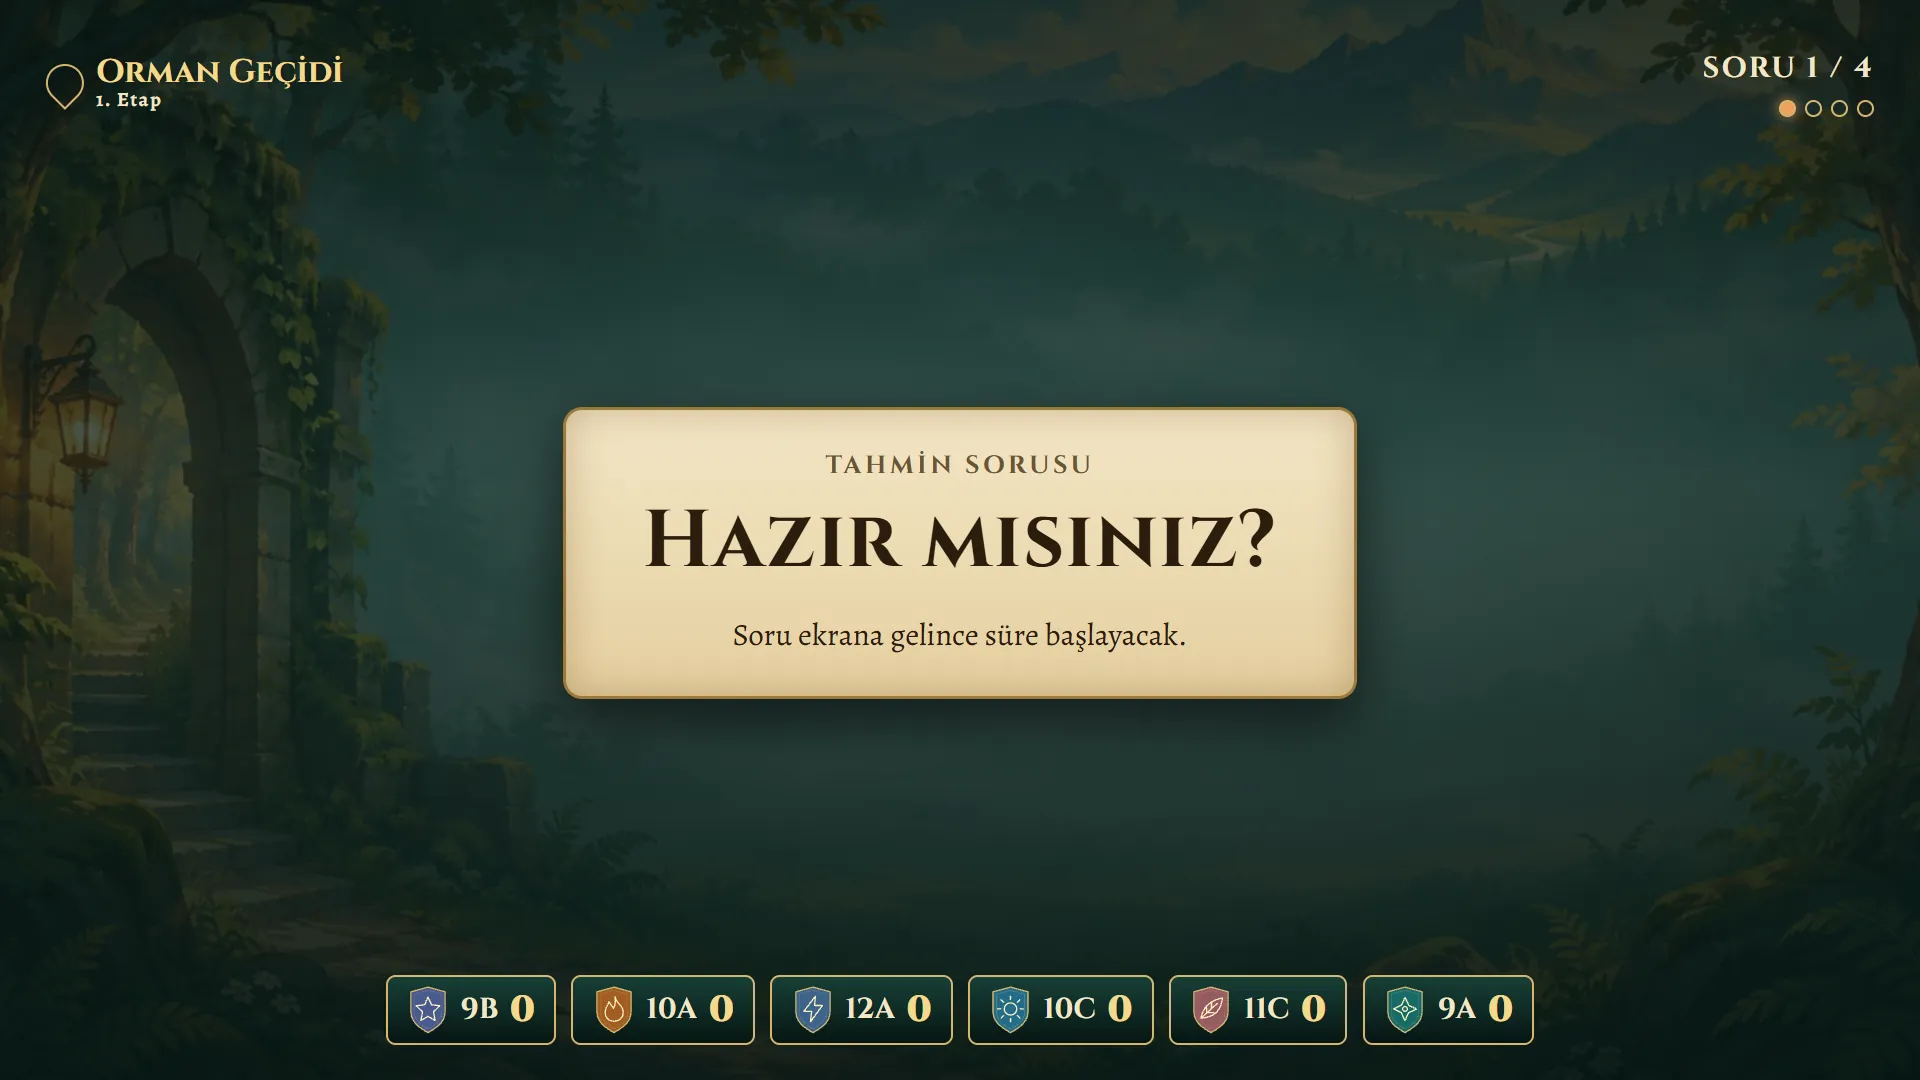 Orman Geçidi
1. Etap
SORU 1 / 4
TAHMİN SORUSU
Hazır mısınız?
Soru ekrana gelince süre başlayacak.
9B 0
10A 0
12A 0
10C 0
11C 0
9A 0